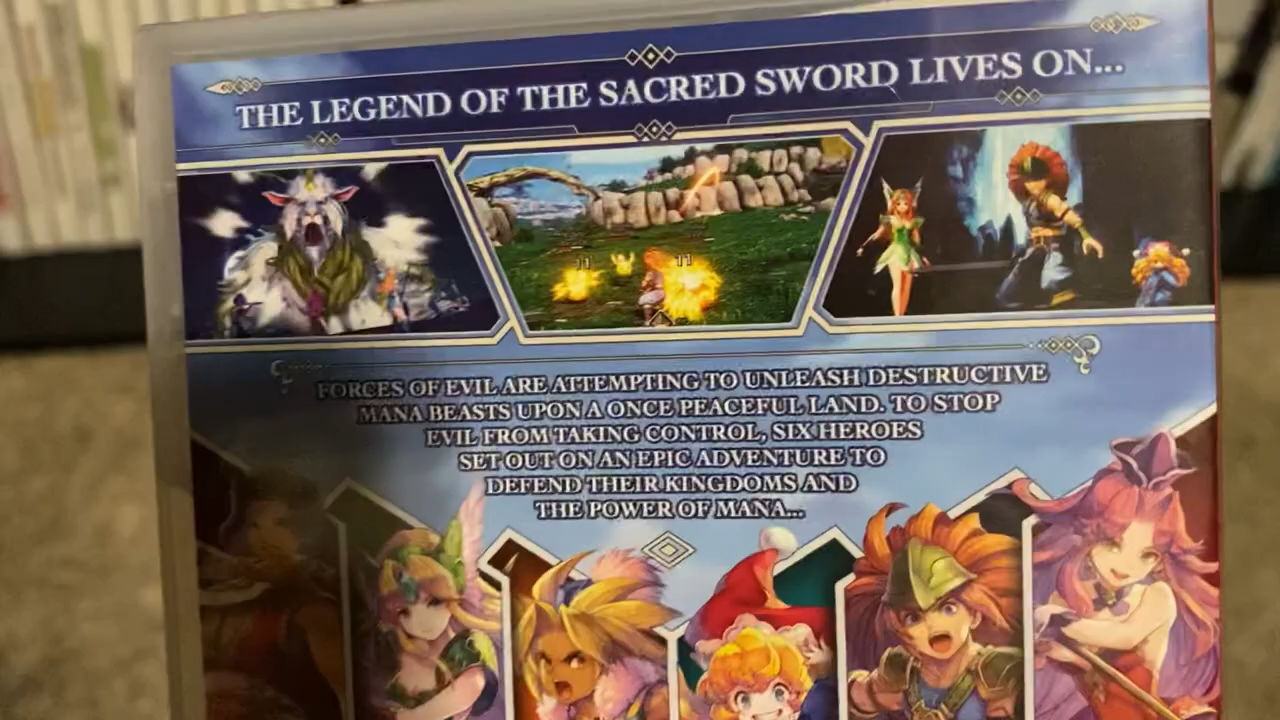 THE LEGEND OF THE SACRED SWORD LIVES ON...
11
11
FORCES OF EVIL ARE ATTEMPTING TO UNLEASH DESTRUCTIVE
MANA BEASTS UPON A ONCE PEACEFUL LAND. TO STOP
EVIL FROM TAKING CONTROL, SIX HEROES
SET OUT ON AN EPIC ADVENTURE TO
DEFEND THEIR KINGDOMS AND
THE POWER OF MANA...